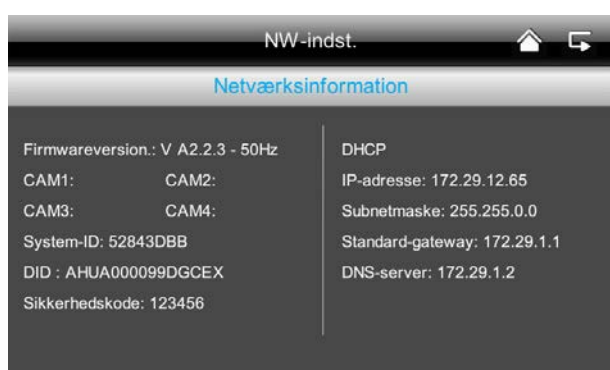 NW-indst.
Netværksinformation
Firmwareversion.: V A2.2.3 - 50Hz
CAM1: CAM2:
CAM3: CAM4:
System-ID: 52843DBB
DID : AHUA000099DGCEX
Sikkerhedskode: 123456
DHCP
IP-adresse: 172.29.12.65
Subnetmaske: 255.255.0.0
Standard-gateway: 172.29.1.1
DNS-server: 172.29.1.2